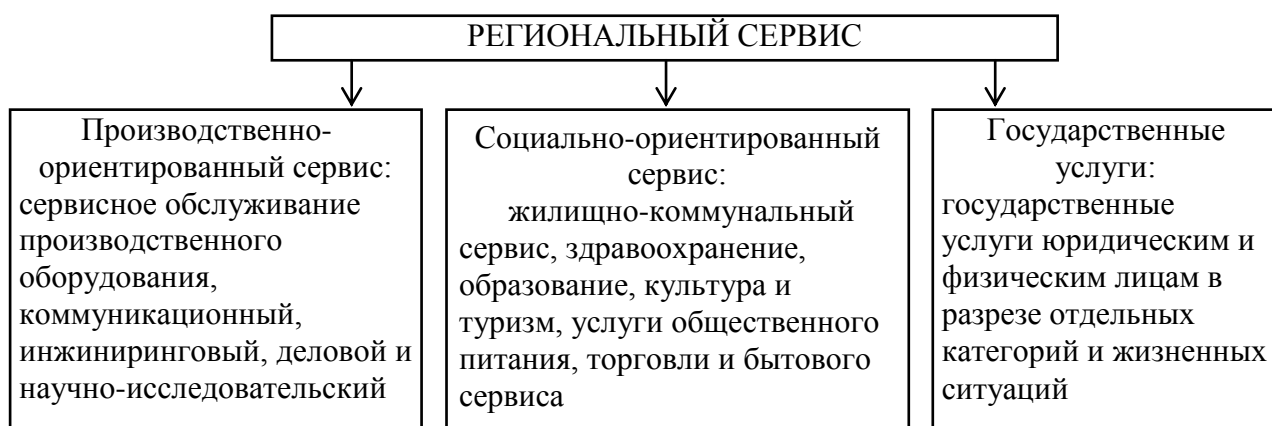 РЕГИОНАЛЬНЫЙ СЕРВИС
Производственно-
ориентированный сервис:
сервисное обслуживание
производственного
оборудования,
коммуникационный,
инжиниринговый, деловой и
научно-исследовательский
Социально-ориентированный
сервис:
жилищно-коммунальный
сервис, здравоохранение,
образование, культура и
туризм, услуги общественного
питания, торговли и бытового
сервиса
Государственные
услуги:
государственные
услуги юридическим и
физическим лицам в
разрезе отдельных
категорий и жизненных
ситуаций